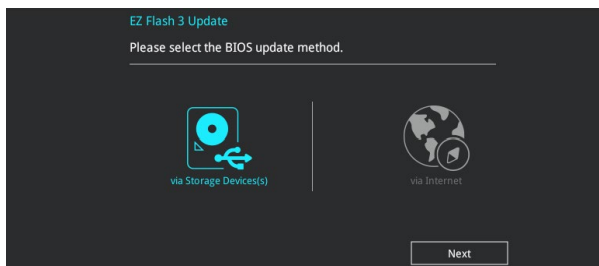 EZ Flash 3 Update
Please select the BIOS update method.
via Storage Devices(s)
via Internet
Next